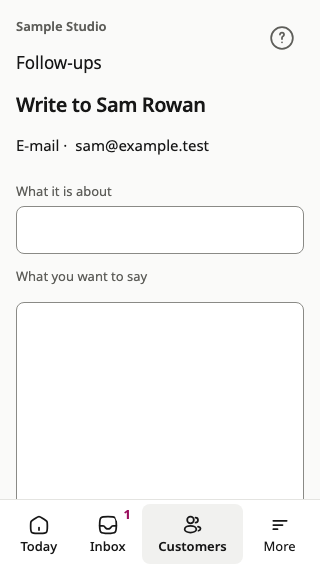 Sample Studio
Follow-ups
Write to Sam Rowan
E-mail · sam@example.test
What it is about
What you want to say
Today
Inbox
1
Customers
More